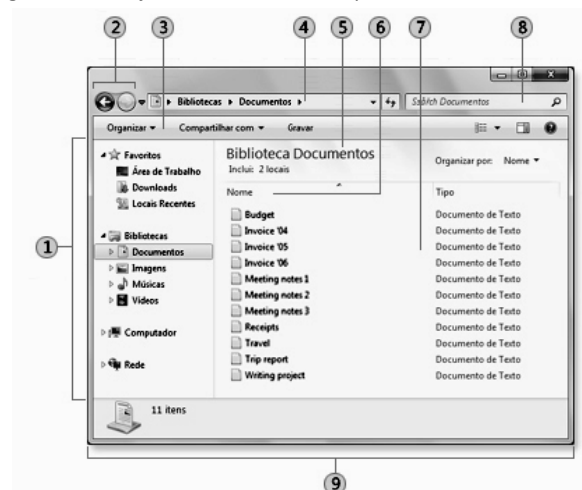 2 3 4 5 6 7 8
Bibliotecas Documentos
Organizar Compartilhar com Gravar
Favoritos Biblioteca Documentos
Inclui: 2 locais Organizar por: Nome
Área de Trabalho
Downloads Nome Tipo
Locais Recentes
Budget Documento de Texto
Invoice '04 Documento de Texto
Bibliotecas
1 Documentos Invoice '05 Documento de Texto
Imagens Invoice '06 Documento de Texto
Músicas Meeting notes 1 Documento de Texto
Vídeos Meeting notes 2 Documento de Texto
Meeting notes 3 Documento de Texto
Computador Receipts Documento de Texto
Travel Documento de Texto
Rede Trip report Documento de Texto
Writing project Documento de Texto
11 itens
9